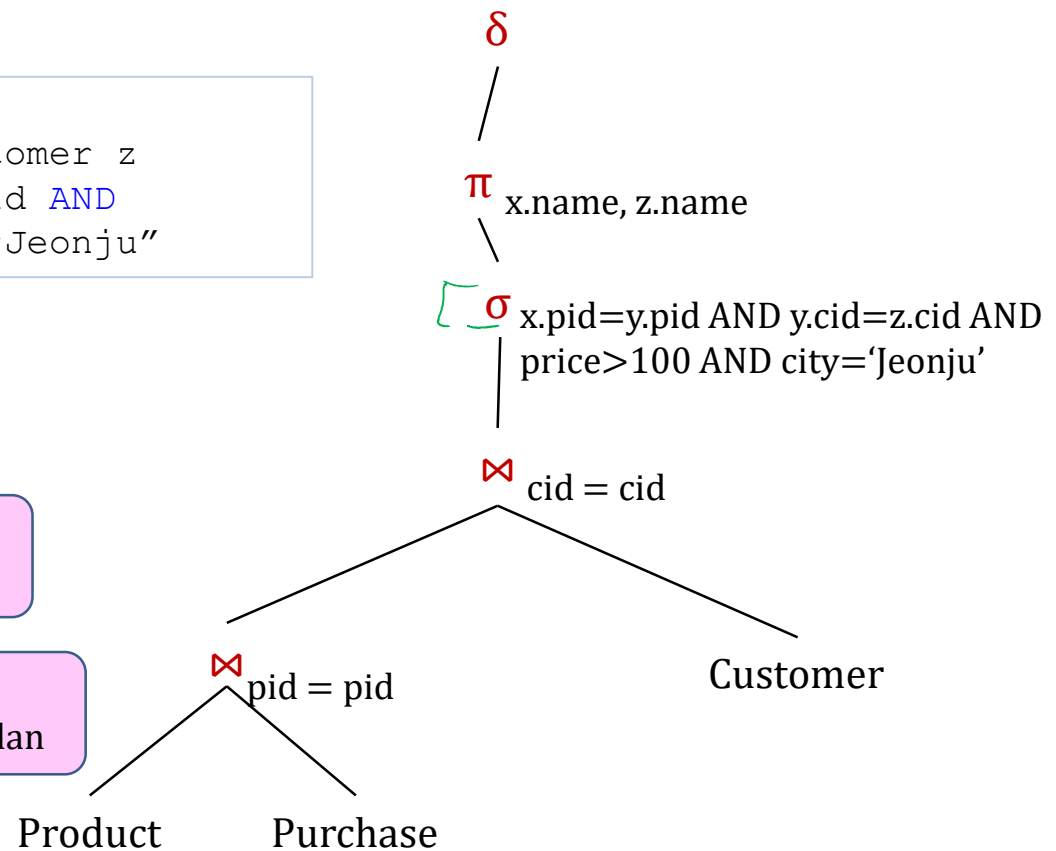 δ
omer z
d AND
Jeonju”
π x.name, z.name
σ x.pid=y.pid AND y.cid=z.cid AND
price>100 AND city=‘Jeonju’
⋈ cid = cid
⋈ pid = pid
Customer
lan
Product
Purchase